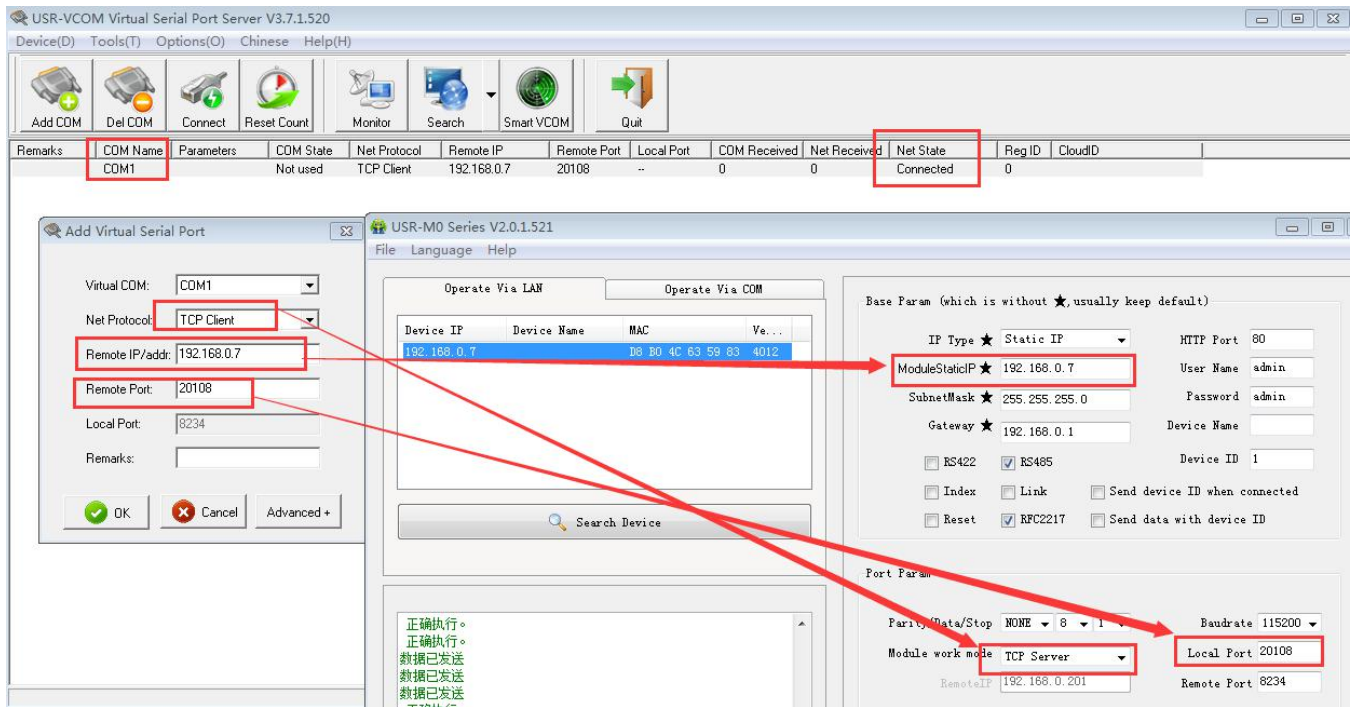 USR-VCOM Virtual Serial Port Server V3.7.1.520
Device(D) Tools(T) Options(O) Chinese Help(H)
Add COM Del COM Connect Reset Count Monitor Search Smart VCOM Quit
Remarks COM Name Parameters COM State Net Protocol Remote IP Remote Port Local Port COM Received Net Received Net State Reg ID CloudID
COM1 Not used TCP Client 192.168.0.7 20108 -- 0 0 Connected 0
Add Virtual Serial Port
Virtual COM: COM1
Net Protocol: TCP Client
Remote IP/addr: 192.168.0.7
Remote Port: 20108
Local Port: 8234
Remarks:
OK Cancel Advanced +
USR-M0 Series V2.0.1.521
File Language Help
Operate Via LAN Operate Via COM
Device IP Device Name MAC Ve...
192.168.0.7 D8 B0 4C 63 59 83 4012
Search Device
正确执行。
正确执行。
数据已发送
数据已发送
数据已发送
Base Param (which is without ★,usually keep default)
IP Type ★ Static IP HTTP Port 80
ModuleStaticIP ★ 192.168.0.7 User Name admin
SubnetMask ★ 255.255.255.0 Password admin
Gateway ★ 192.168.0.1 Device Name
RS422 RS485 Device ID 1
Index Link Send device ID when connected
Reset RFC2217 Send data with device ID
Port Param
Parity/Data/Stop NONE 8 1 Baudrate 115200
Module work mode TCP Server Local Port 20108
RemoteIP 192.168.0.201 Remote Port 8234